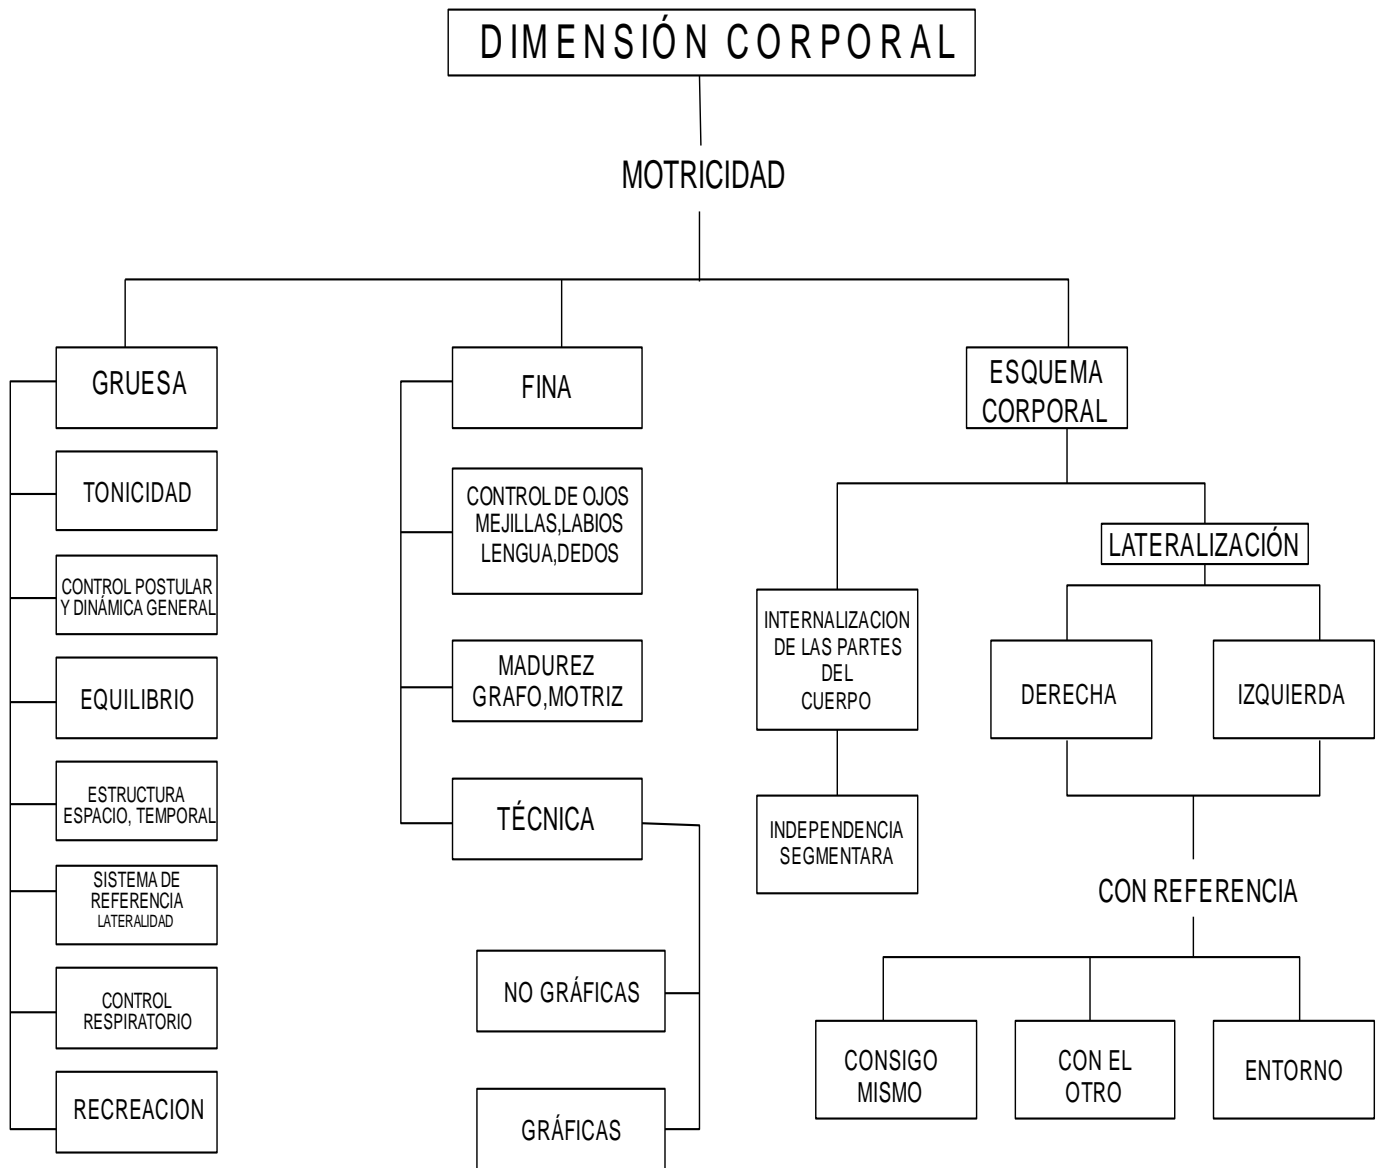 DIMENSIÓN CORPORAL
MOTRICIDAD
GRUESA
TONICIDAD
CONTROL POSTULAR
Y DINÁMICA GENERAL
EQUILIBRIO
ESTRUCTURA
ESPACIO, TEMPORAL
SISTEMA DE
REFERENCIA
LATERALIDAD
CONTROL
RESPIRATORIO
RECREACION
FINA
CONTROL DE OJOS
MEJILLAS,LABIOS
LENGUA,DEDOS
MADUREZ
GRAFO,MOTRIZ
TÉCNICA
NO GRÁFICAS
GRÁFICAS
ESQUEMA
CORPORAL
INTERNALIZACION
DE LAS PARTES
DEL
CUERPO
INDEPENDENCIA
SEGMENTARA
LATERALIZACIÓN
DERECHA
IZQUIERDA
CON REFERENCIA
CONSIGO
MISMO
CON EL
OTRO
ENTORNO